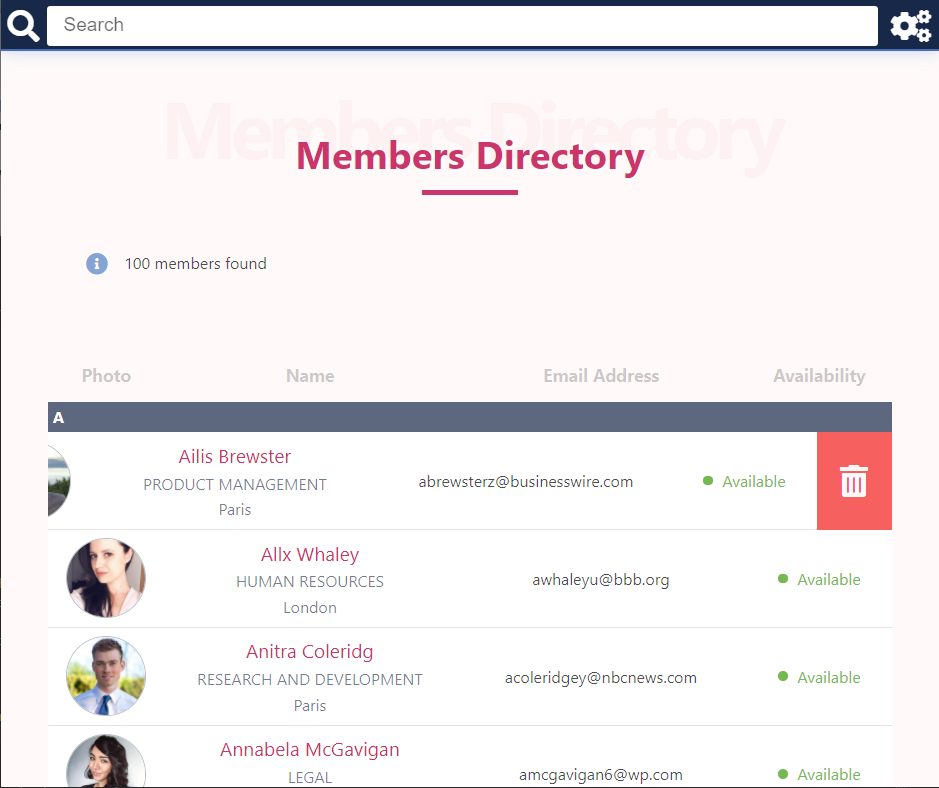 Search
Members Directory
Members Directory
100 members found
Photo Name Email Address Availability
A
Ailis Brewster
PRODUCT MANAGEMENT
Paris
abrewsterz@businesswire.com
Available
Allx Whaley
HUMAN RESOURCES
London
awhaleyu@bbb.org
Available
Anitra Coleridg
RESEARCH AND DEVELOPMENT
Paris
acoleridgey@nbcnews.com
Available
Annabela McGavigan
LEGAL
amcgavigan6@wp.com
Available